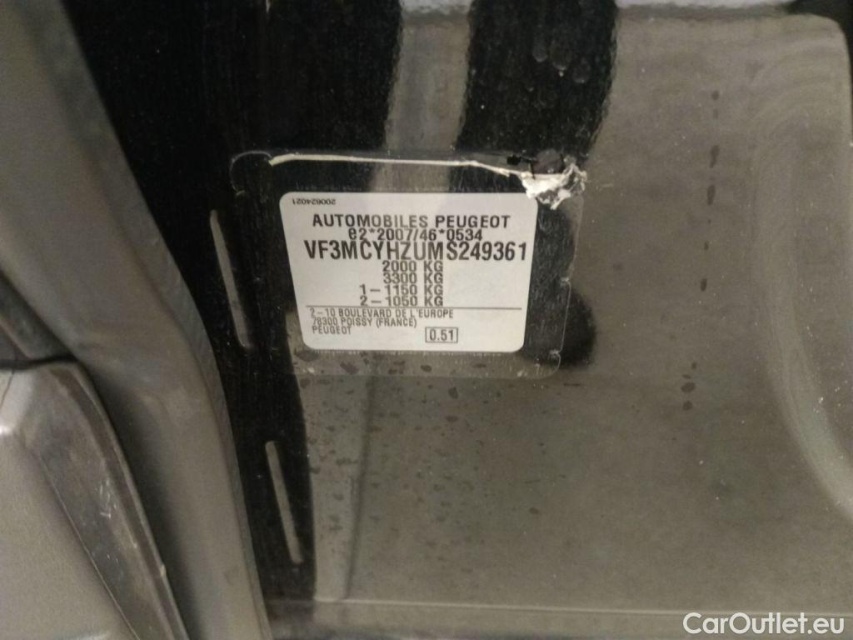 200624021
AUTOMOBILES PEUGEOT
e2*2007/46*0534
VF3MCYHZUMS249361
2000 KG
3300 KG
1-1150 KG
2-1050 KG
2-10 BOULEVARD DE L'EUROPE
78300 POISSY (FRANCE)
PEUGEOT
0.51
CarOutlet.eu